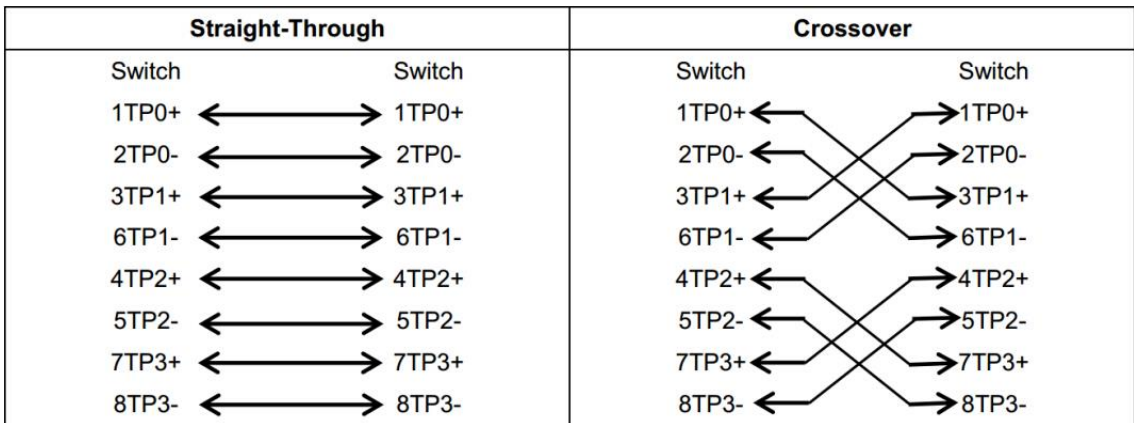 Straight-Through Crossover
Switch Switch Switch Switch
1TP0+ 1TP0+ 1TP0+ 1TP0+
2TP0- 2TP0- 2TP0- 2TP0-
3TP1+ 3TP1+ 3TP1+ 3TP1+
6TP1- 6TP1- 6TP1- 6TP1-
4TP2+ 4TP2+ 4TP2+ 4TP2+
5TP2- 5TP2- 5TP2- 5TP2-
7TP3+ 7TP3+ 7TP3+ 7TP3+
8TP3- 8TP3- 8TP3- 8TP3-